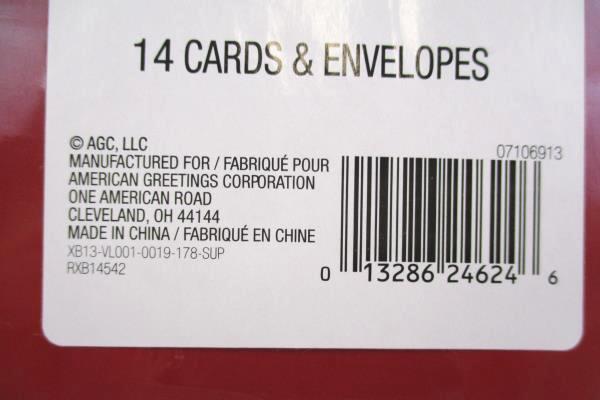 14 CARDS & ENVELOPES
© AGC, LLC
MANUFACTURED FOR / FABRIQUÉ POUR
AMERICAN GREETINGS CORPORATION
ONE AMERICAN ROAD
CLEVELAND, OH 44144
MADE IN CHINA / FABRIQUÉ EN CHINE
XB13-VL001-0019-178-SUP
RXB14542
07106913
0 13286 24624 6